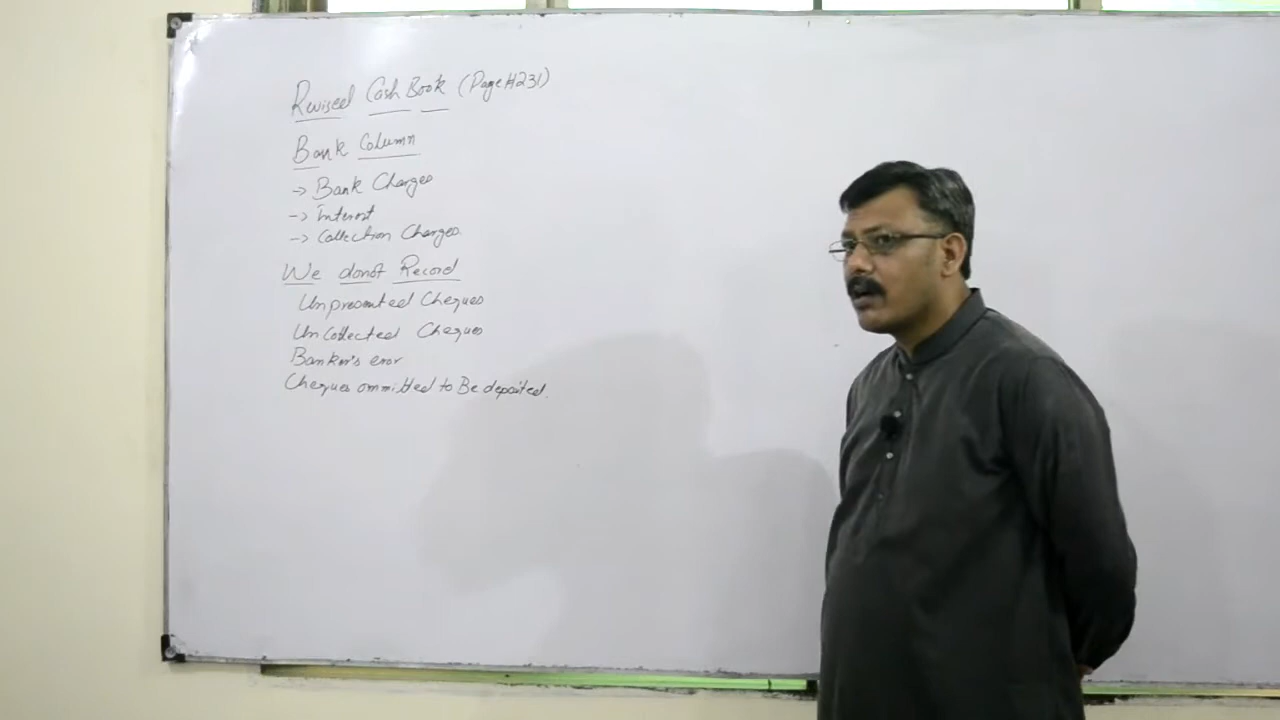 Revised Cash Book (Page #231)
Bank Column
-> Bank Charges
-> Interest
-> Collection Charges
We donot Record
Unpresented Cheques
UnCollected Cheques
Banker's error
Cheques ommitted to Be deposited.